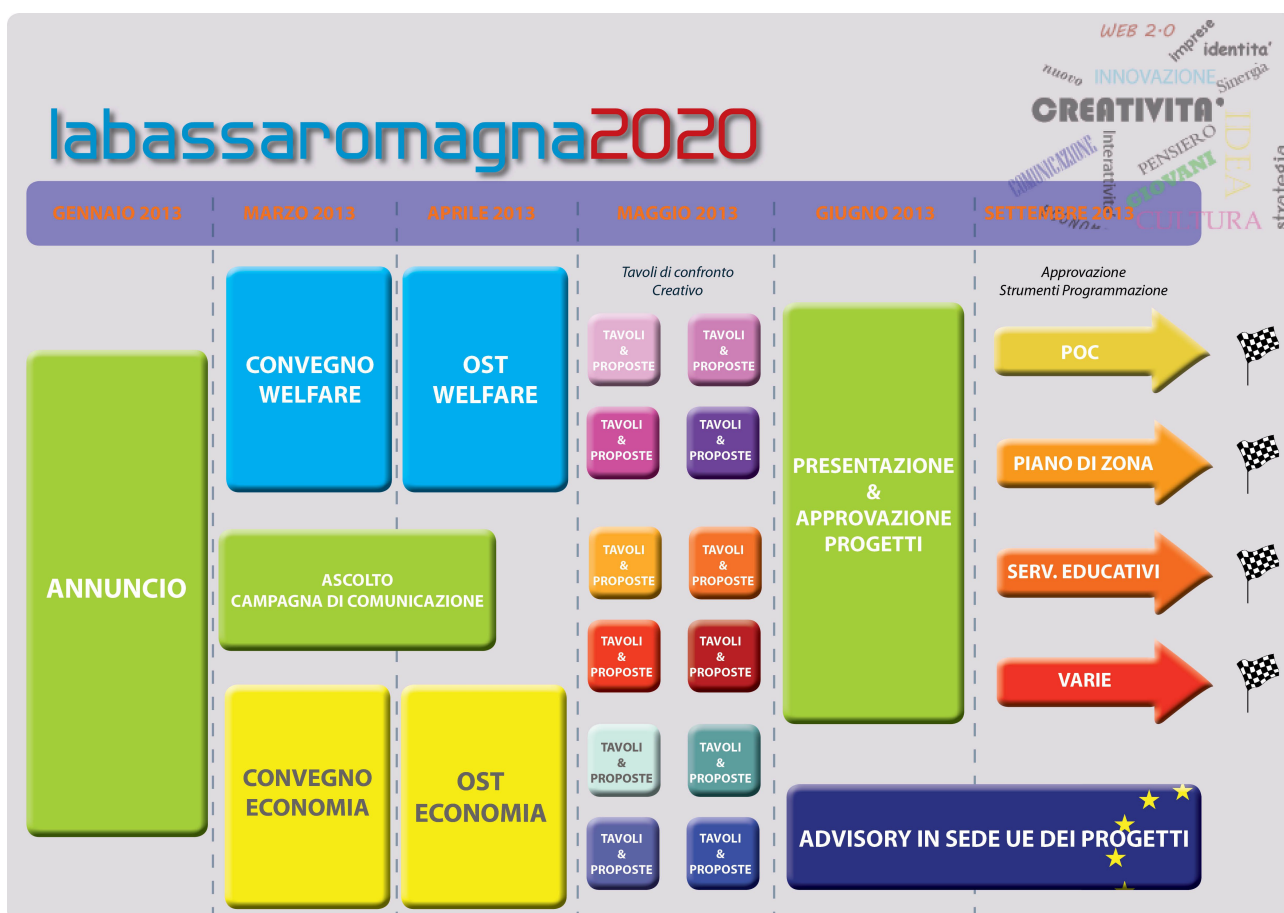 WEB 2.0
imprese
identita'
nuovo
INNOVAZIONE
Sinergia
CREATIVITA'
IDEA
COMUNICAZIONE
Interattivita
PENSIERO
GIOVANI
CULTURA
strategia
labassaromagna2020
GENNAIO 2013
MARZO 2013
APRILE 2013
MAGGIO 2013
GIUGNO 2013
SETTEMBRE 2013
ANNUNCIO
CONVEGNO
WELFARE
OST
WELFARE
ASCOLTO
CAMPAGNA DI COMUNICAZIONE
CONVEGNO
ECONOMIA
OST
ECONOMIA
Tavoli di confronto
Creativo
TAVOLI
&
PROPOSTE
TAVOLI
&
PROPOSTE
TAVOLI
&
PROPOSTE
TAVOLI
&
PROPOSTE
TAVOLI
&
PROPOSTE
TAVOLI
&
PROPOSTE
TAVOLI
&
PROPOSTE
TAVOLI
&
PROPOSTE
TAVOLI
&
PROPOSTE
TAVOLI
&
PROPOSTE
TAVOLI
&
PROPOSTE
TAVOLI
&
PROPOSTE
PRESENTAZIONE
&
APPROVAZIONE
PROGETTI
Approvazione
Strumenti Programmazione
POC
PIANO DI ZONA
SERV. EDUCATIVI
VARIE
ADVISORY IN SEDE UE DEI PROGETTI